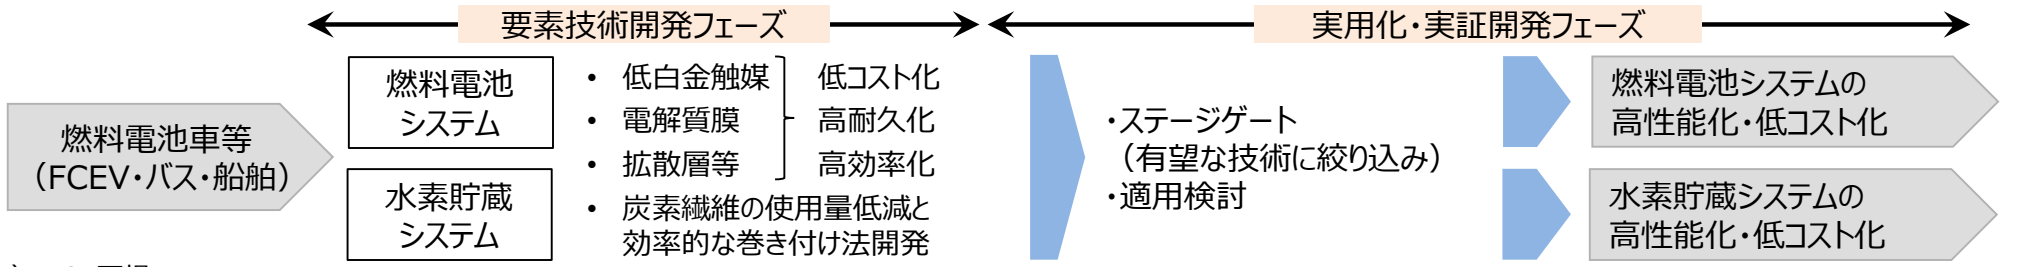 要素技術開発フェーズ
実用化・実証開発フェーズ
燃料電池車等
（FCEV・バス・船舶）
燃料電池
システム
• 低白金触媒
• 電解質膜
• 拡散層等
低コスト化
高耐久化
高効率化
水素貯蔵
システム
• 炭素繊維の使用量低減と
効率的な巻き付け法開発
・ステージゲート
（有望な技術に絞り込み）
・適用検討
燃料電池システムの
高性能化・低コスト化
水素貯蔵システムの
高性能化・低コスト化